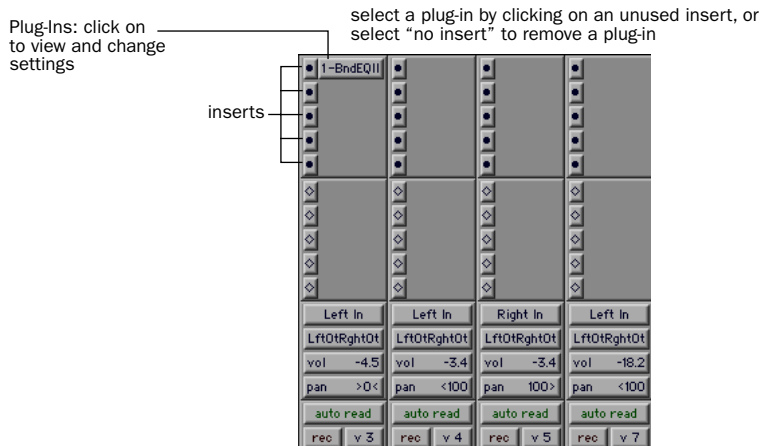 Plug-Ins: click on
to view and change
settings
select a plug-in by clicking on an unused insert, or
select “no insert” to remove a plug-in
inserts
1-BndEQII
Left In Left In Right In Left In
LftOtRghtOt LftOtRghtOt LftOtRghtOt LftOtRghtOt
vol -4.5 vol -3.4 vol -3.4 vol -18.2
pan >0< pan <100 pan 100> pan <100
auto read auto read auto read auto read
rec v 3 rec v 4 rec v 5 rec v 7